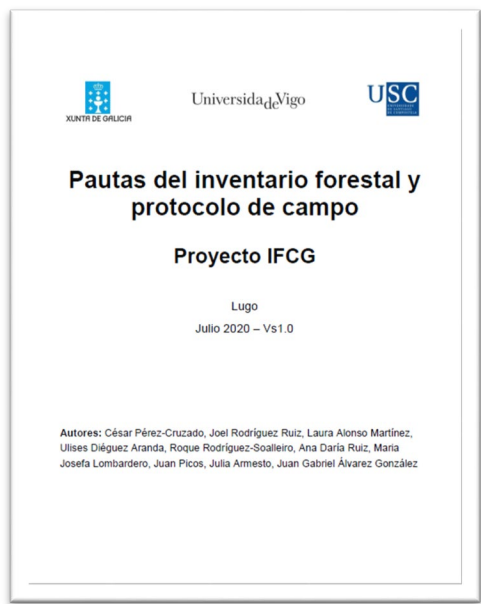 XUNTA DE GALICIA
UniversidadeVigo
USC
Pautas del inventario forestal y
protocolo de campo
Proyecto IFCG
Lugo
Julio 2020 – Vs1.0
Autores: César Pérez-Cruzado, Joel Rodríguez Ruiz, Laura Alonso Martínez,
Ulises Diéguez Aranda, Roque Rodríguez-Soalleiro, Ana Daría Ruiz, Maria
Josefa Lombardero, Juan Picos, Julia Armesto, Juan Gabriel Álvarez González